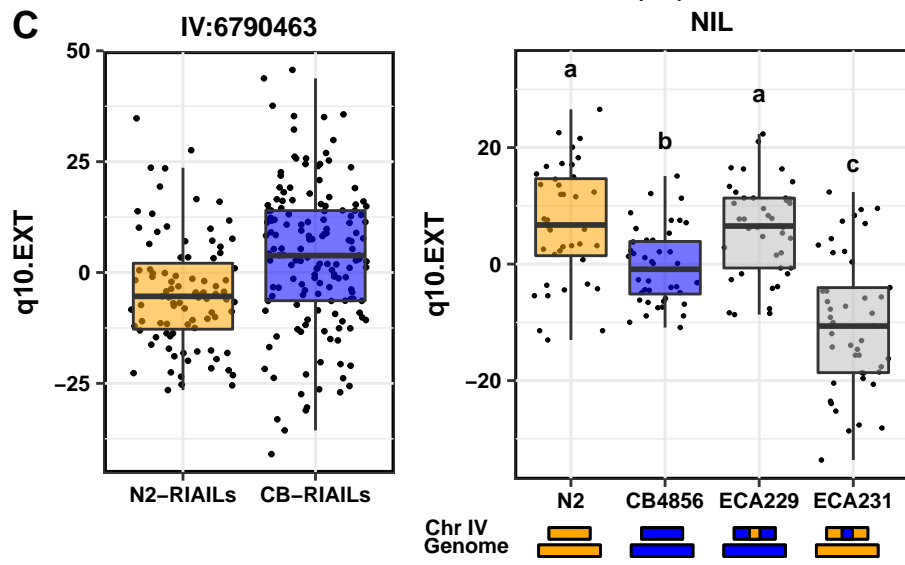 C
IV:6790463
NIL
q10.EXT
50
25
0
−25
N2−RIAILs
CB−RIAILs
q10.EXT
20
0
−20
a
b
a
c
N2
CB4856
ECA229
ECA231
Chr IV
Genome